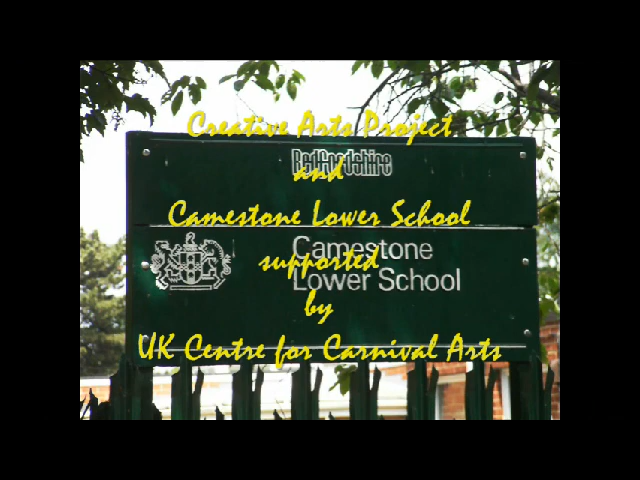 Creative Arts Project
Bedfordshire
and
Camestone Lower School
Camestone
supported
Lower School
by
UK Centre for Carnival Arts